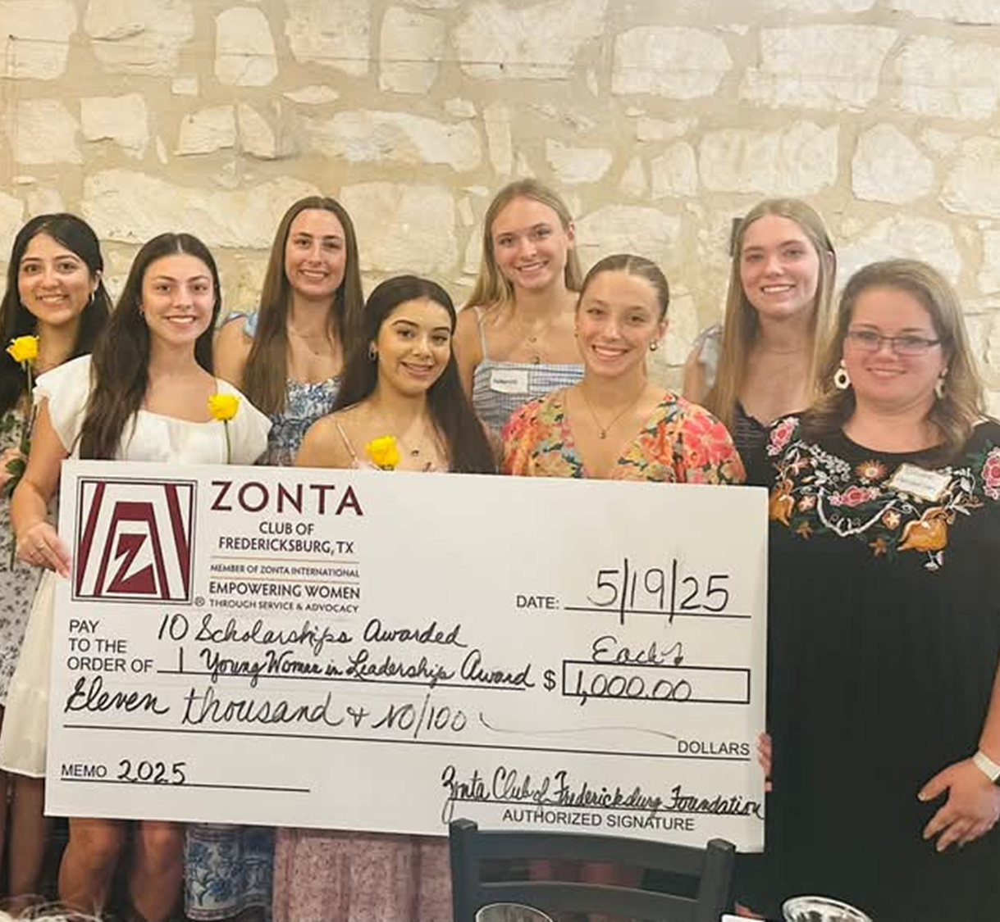 ZONTA
CLUB OF
FREDERICKSBURG, TX
MEMBER OF ZONTA INTERNATIONAL
EMPOWERING WOMEN
® THROUGH SERVICE & ADVOCACY
DATE: 5/19/25
PAY
TO THE
ORDER OF
10 Scholarships Awarded
1 Young Women in Leadership Award
Each
$ 1,000.00
Eleven thousand & NO/100
DOLLARS
MEMO 2025
Zonta Club of Fredericksburg Foundation
AUTHORIZED SIGNATURE